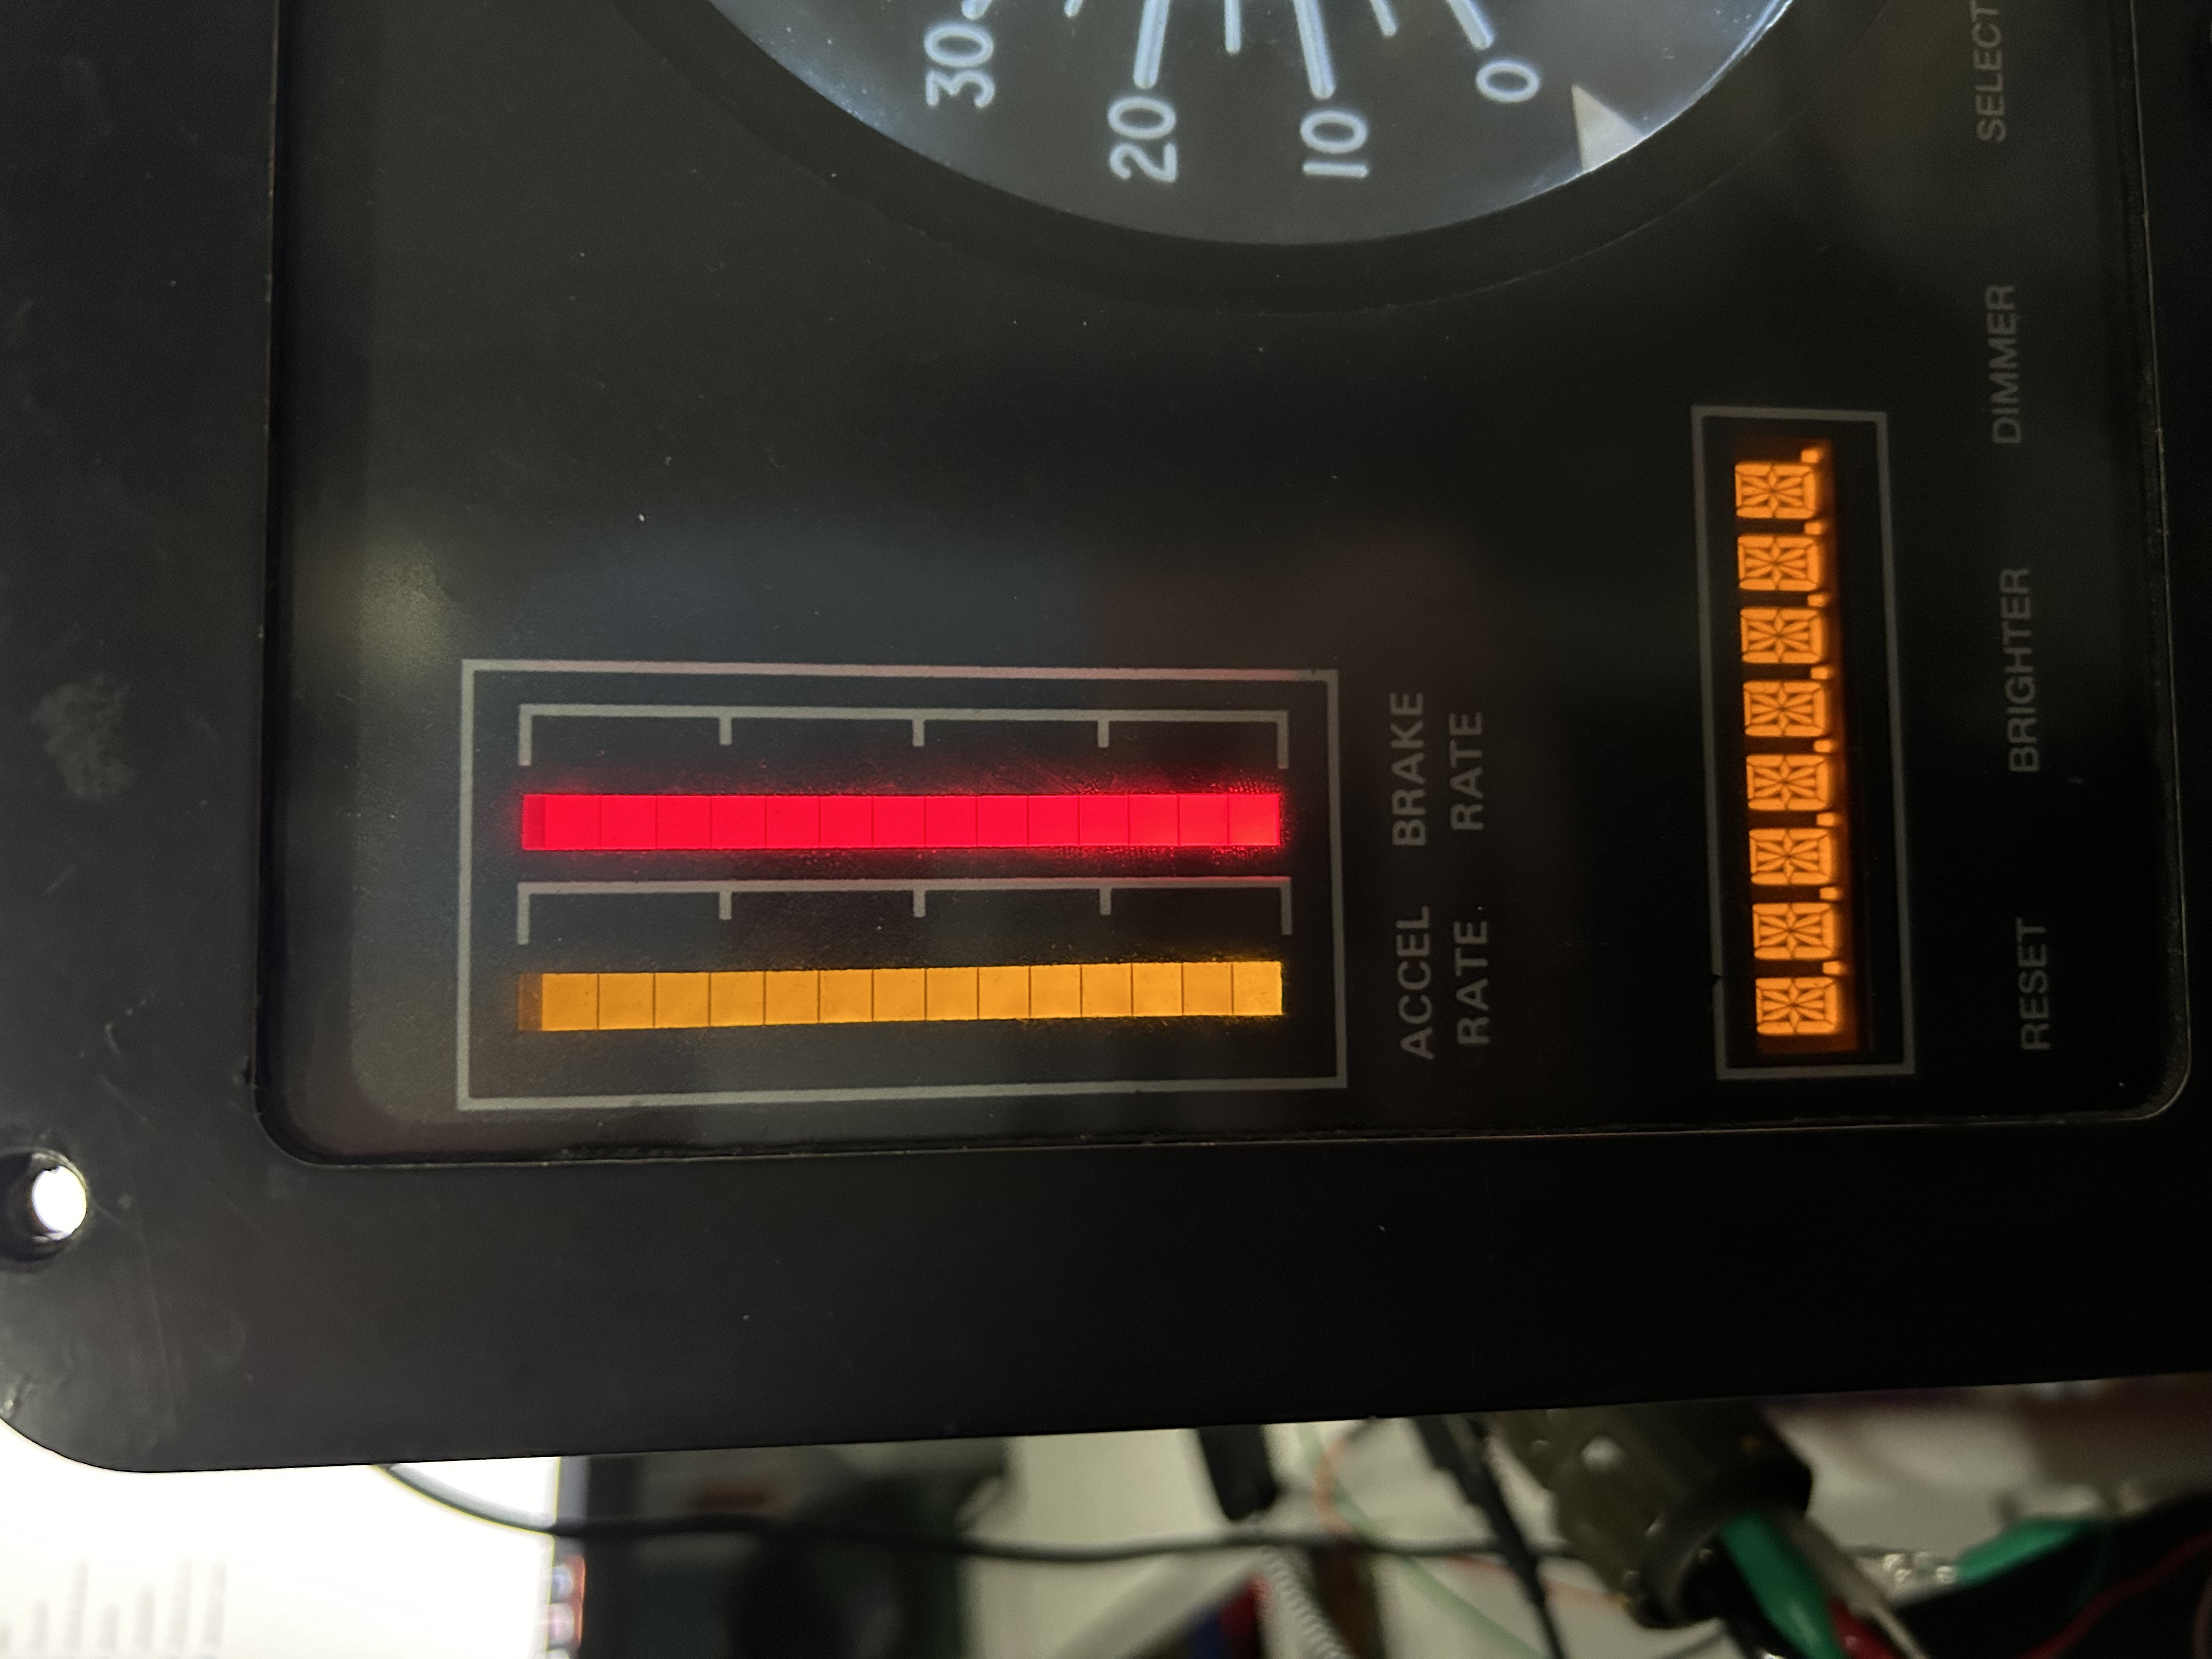 30
20
10
0
ACCEL BRAKE
RATE RATE
RESET BRIGHTER DIMMER SELECT